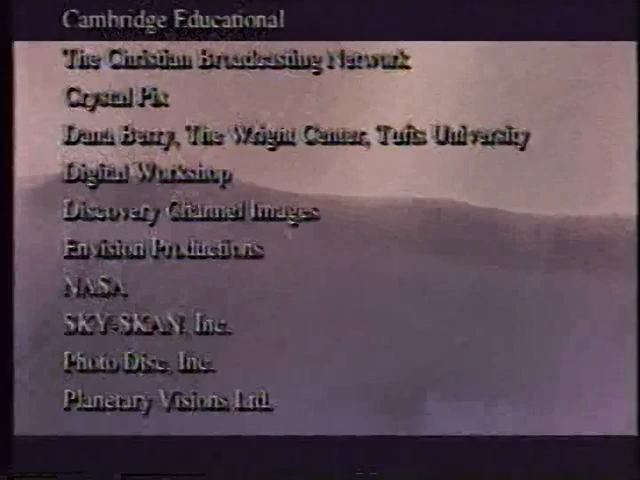 Cambridge Educational
The Christian Broadcasting Network
Crystal Pix
Dana Berry, The Wright Center, Tufts University
Digital Workshop
Discovery Channel Images
Envision Productions
NASA
SKY-SKAN, Inc.
Photo Disc, Inc.
Planetary Visions Ltd.